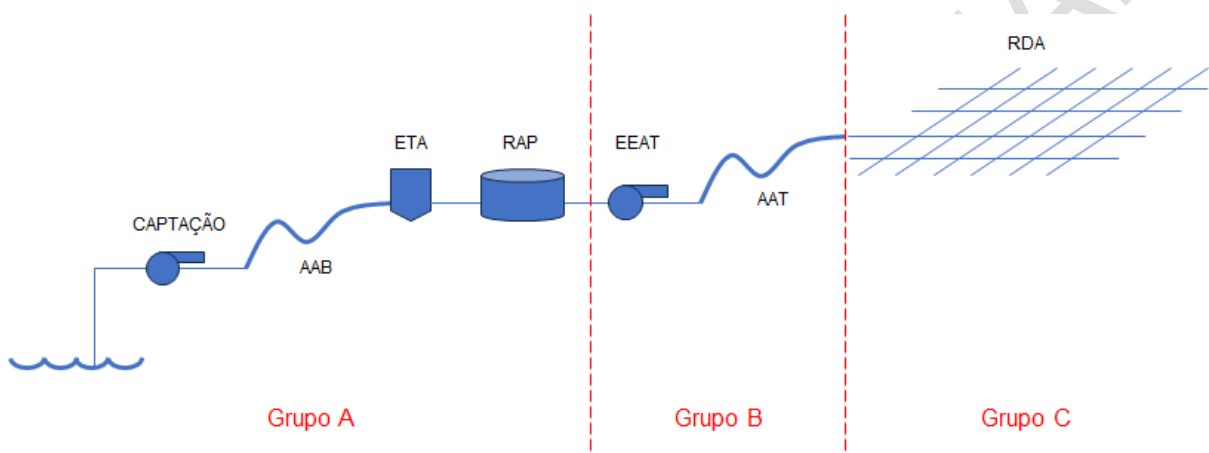 RDA
ETA
RAP
EEAT
AAT
CAPTAÇÃO
AAB
Grupo A
Grupo B
Grupo C